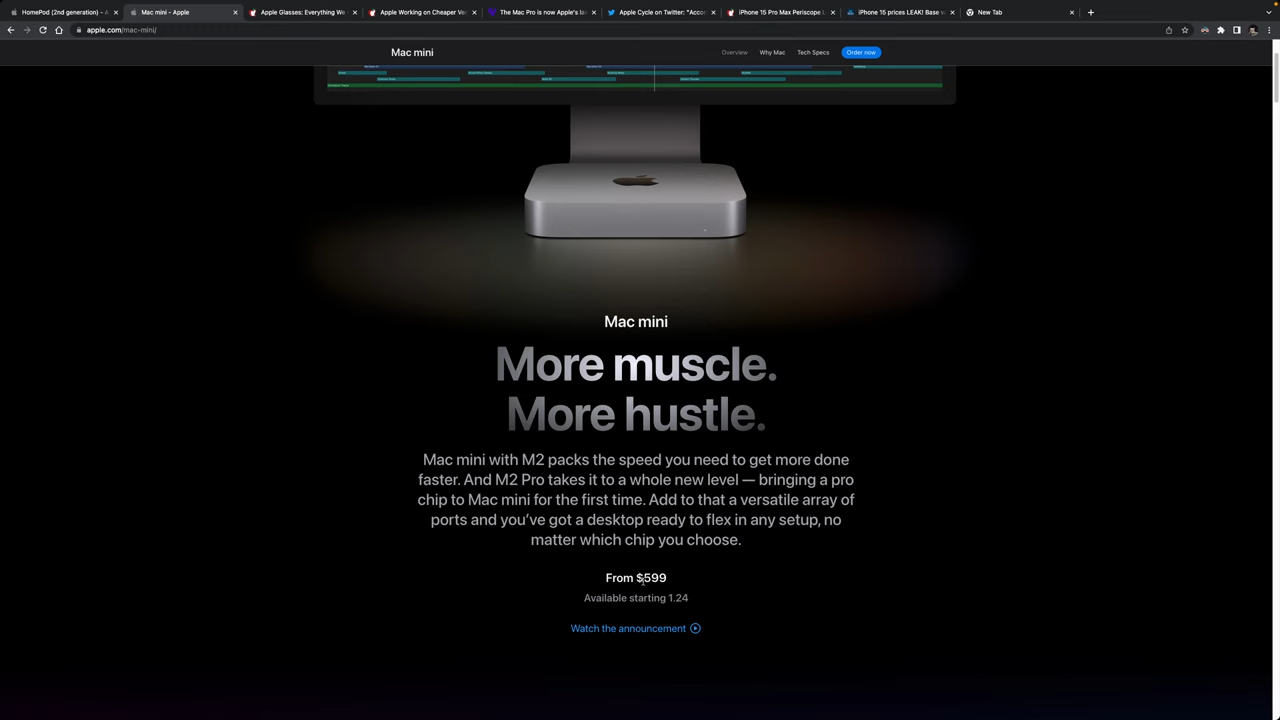 HomePod (2nd generation) - A
Mac mini - Apple
Apple Glasses: Everything We
Apple Working on Cheaper Ver
The Mac Pro is now Apple's la
Apple Cycle on Twitter: "Acco
iPhone 15 Pro Max Periscope L
iPhone 15 prices LEAK! Base v
New Tab
apple.com/mac-mini/
Mac mini
Overview
Why Mac
Tech Specs
Order now
Mac mini
More muscle.
More hustle.
Mac mini with M2 packs the speed you need to get more done
faster. And M2 Pro takes it to a whole new level — bringing a pro
chip to Mac mini for the first time. Add to that a versatile array of
ports and you've got a desktop ready to flex in any setup, no
matter which chip you choose.
From $599
Available starting 1.24
Watch the announcement